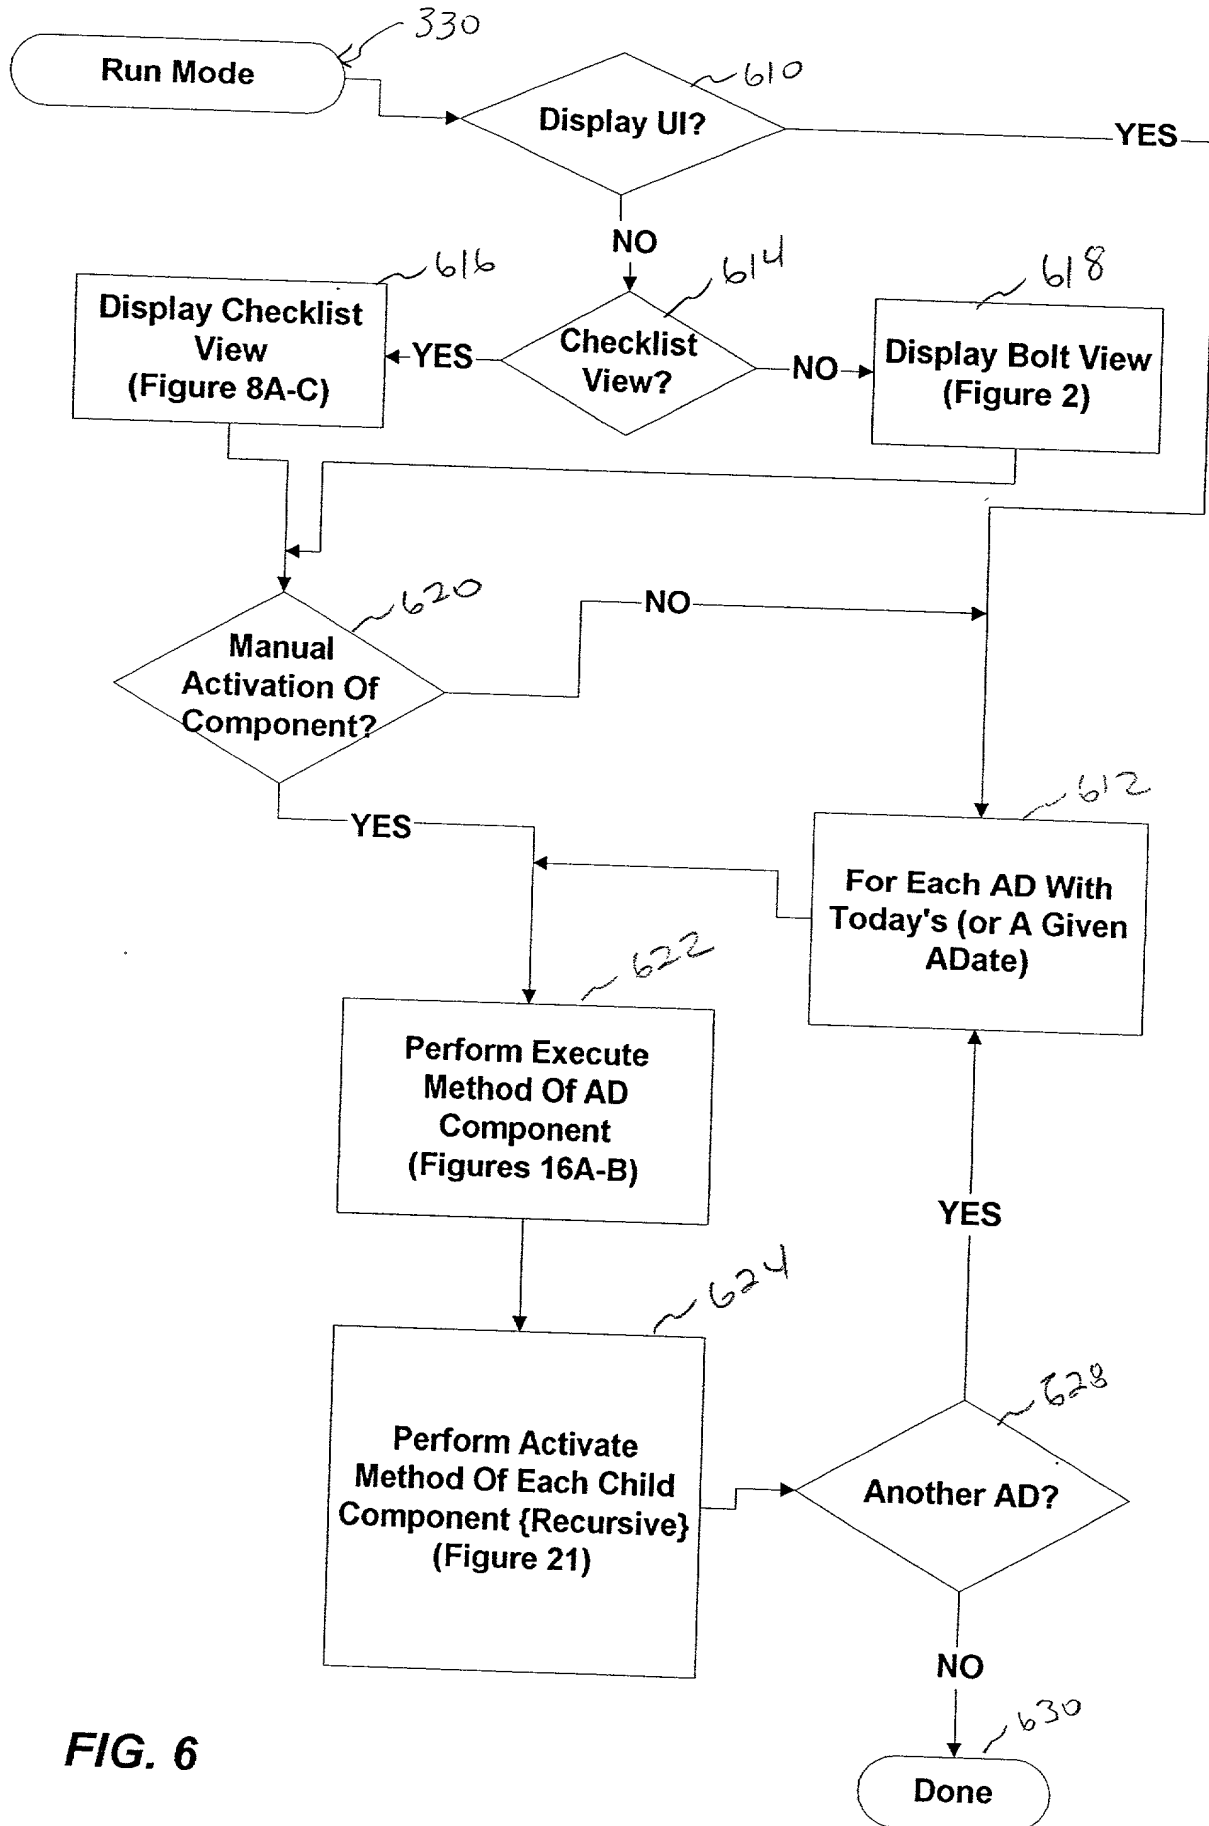 330
Run Mode
610
Display UI?
YES
NO
616
Display Checklist
View
(Figure 8A-C)
YES
614
Checklist
View?
NO
618
Display Bolt View
(Figure 2)
620
Manual
Activation Of
Component?
NO
YES
612
For Each AD With
Today's (or A Given
ADate)
622
Perform Execute
Method Of AD
Component
(Figures 16A-B)
YES
624
Perform Activate
Method Of Each Child
Component {Recursive}
(Figure 21)
628
Another AD?
NO
630
Done
FIG. 6